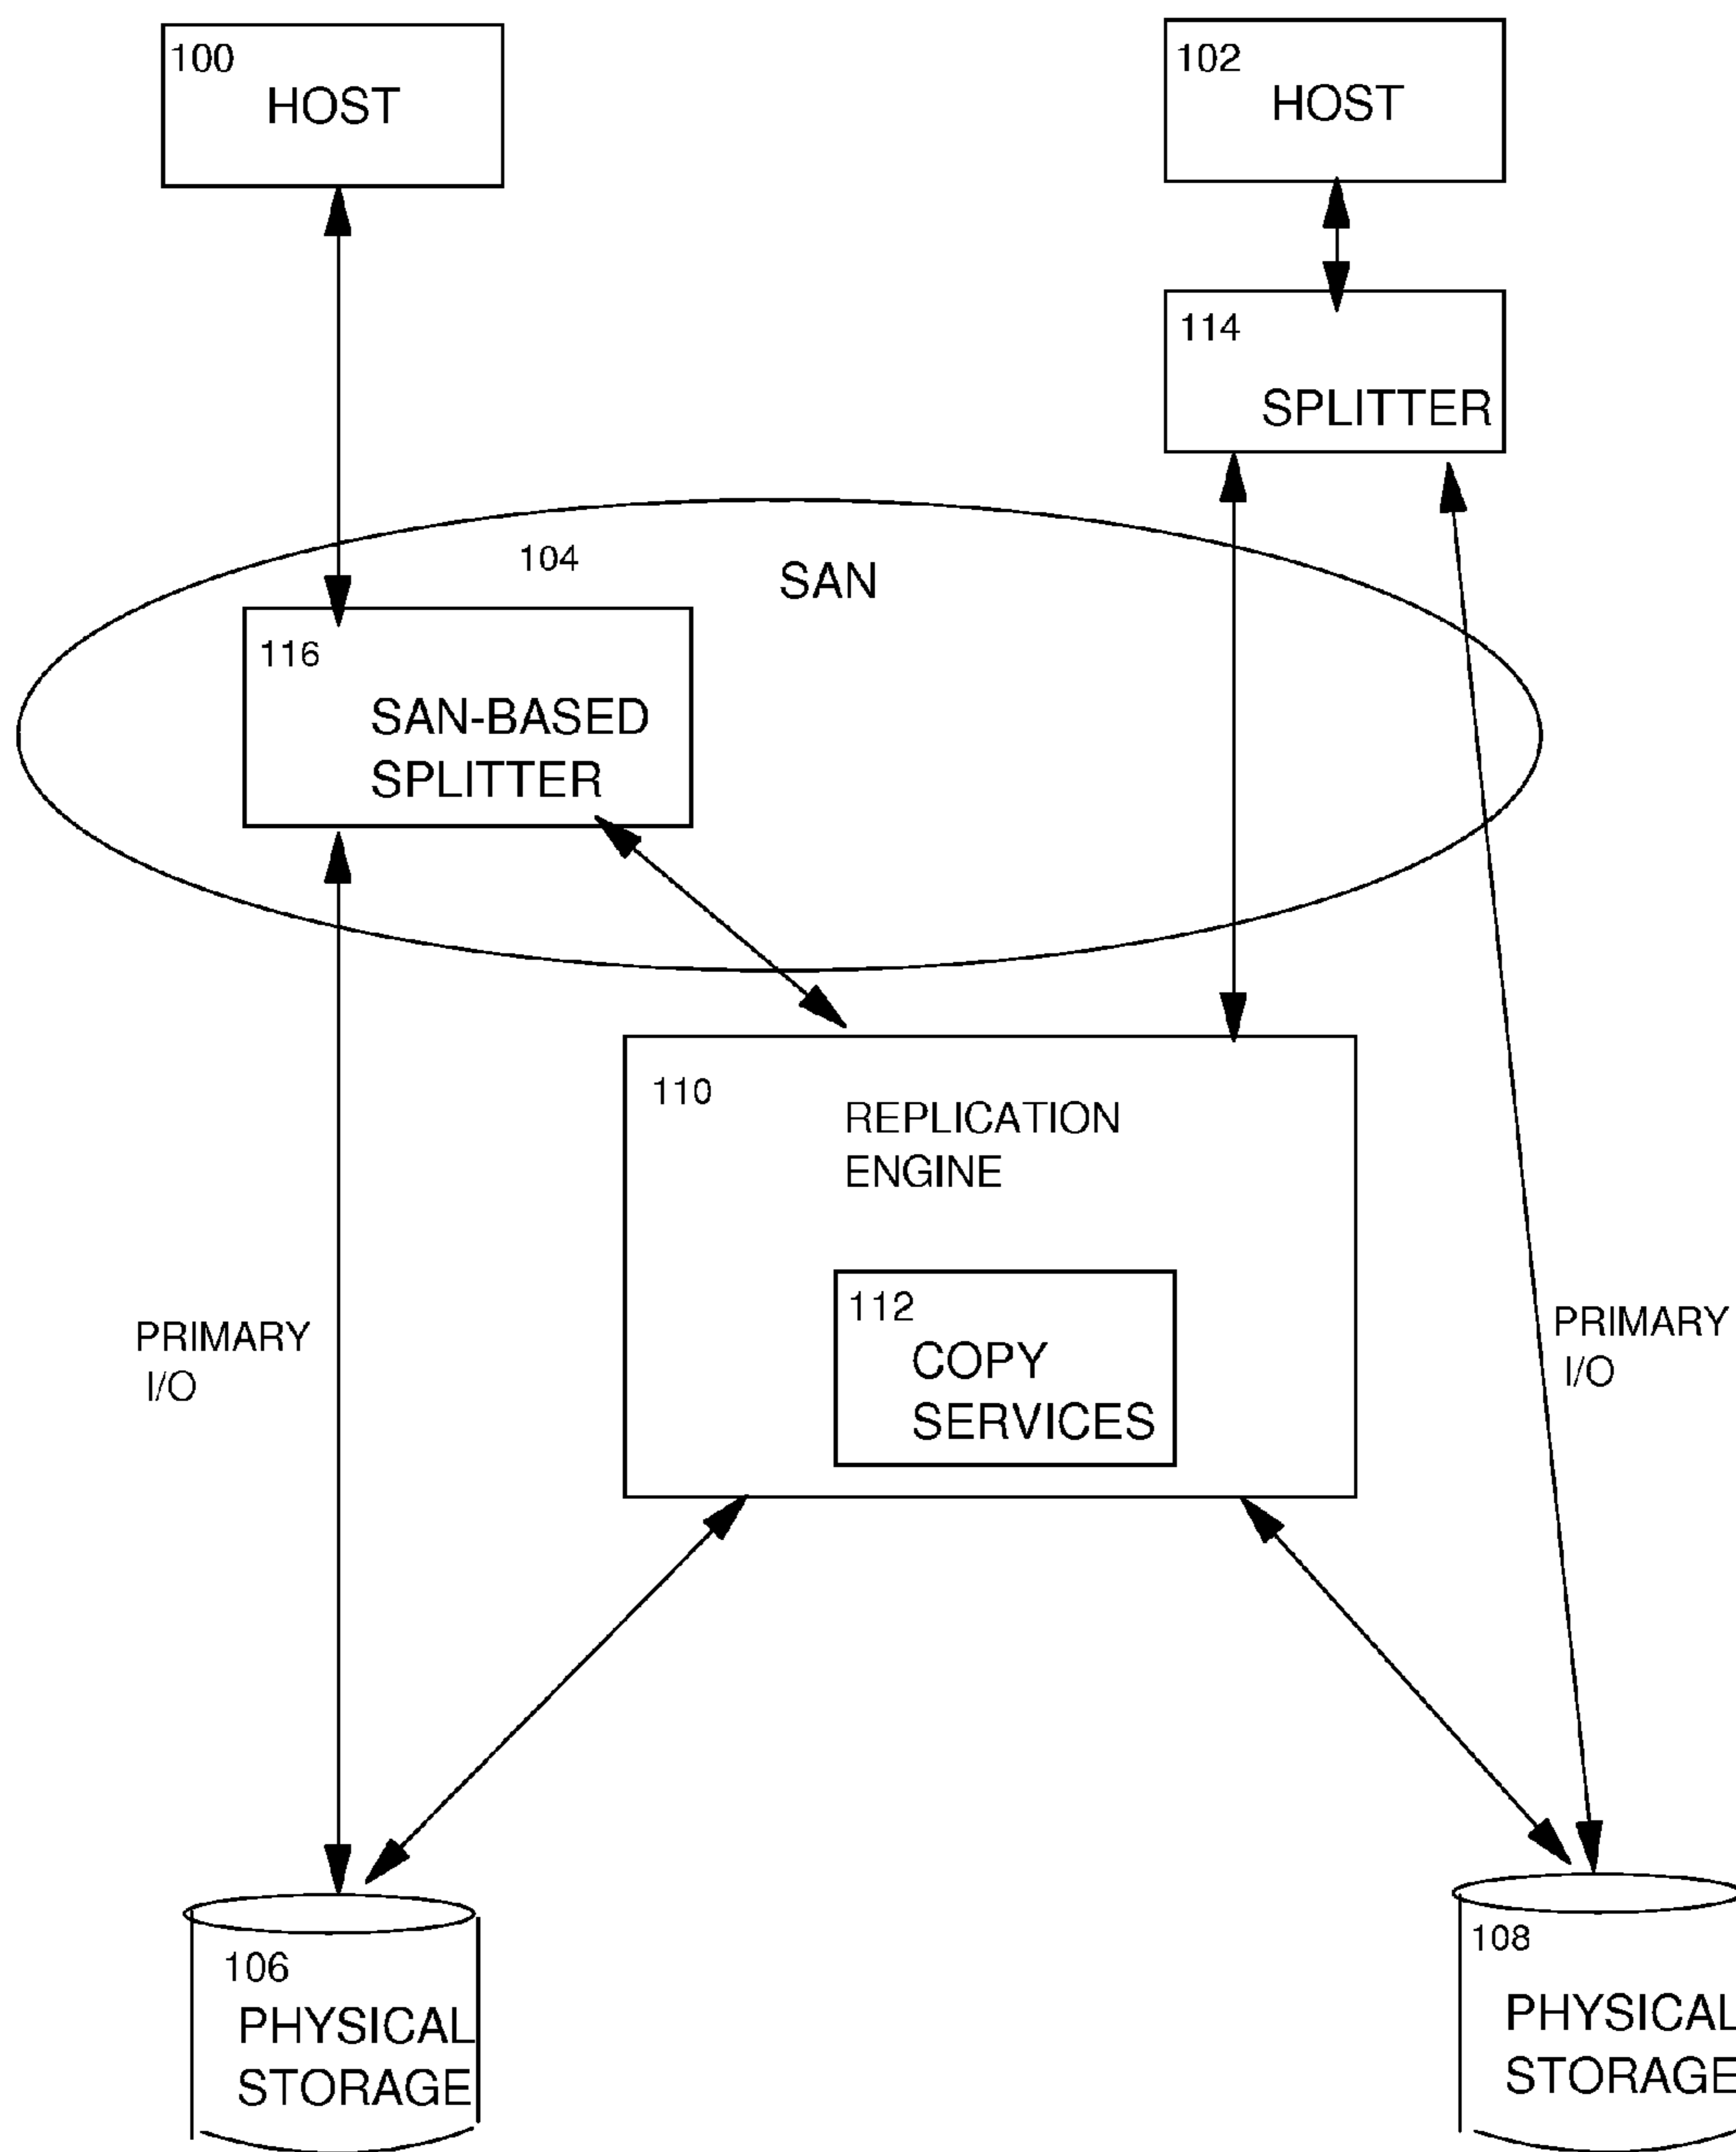 100
HOST
102
HOST
114
SPLITTER
104
SAN
116
SAN-BASED
SPLITTER
110
REPLICATION
ENGINE
112
COPY
SERVICES
PRIMARY
I/O
PRIMARY
I/O
106
PHYSICAL
STORAGE
108
PHYSICAL
STORAGE